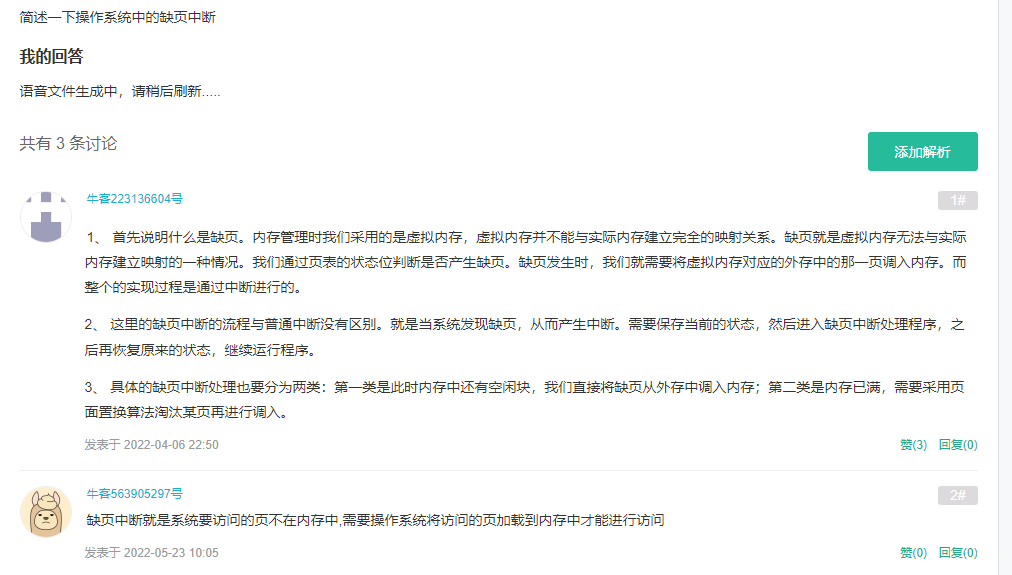 简述一下操作系统中的缺页中断
我的回答
语音文件生成中，请稍后刷新.....
共有 3 条讨论
添加解析
牛客223136604号
1#
1、 首先说明什么是缺页。内存管理时我们采用的是虚拟内存，虚拟内存并不能与实际内存建立完全的映射关系。缺页就是虚拟内存无法与实际
内存建立映射的一种情况。我们通过页表的状态位判断是否产生缺页。缺页发生时，我们就需要将虚拟内存对应的外存中的那一页调入内存。而
整个的实现过程是通过中断进行的。
2、 这里的缺页中断的流程与普通中断没有区别。就是当系统发现缺页，从而产生中断。需要保存当前的状态，然后进入缺页中断处理程序，之
后再恢复原来的状态，继续运行程序。
3、 具体的缺页中断处理也要分为两类：第一类是此时内存中还有空闲块，我们直接将缺页从外存中调入内存；第二类是内存已满，需要采用页
面置换算法淘汰某页再进行调入。
发表于 2022-04-06 22:50
赞(3) 回复(0)
牛客563905297号
2#
缺页中断就是系统要访问的页不在内存中,需要操作系统将访问的页加载到内存中才能进行访问
发表于 2022-05-23 10:05
赞(0) 回复(0)